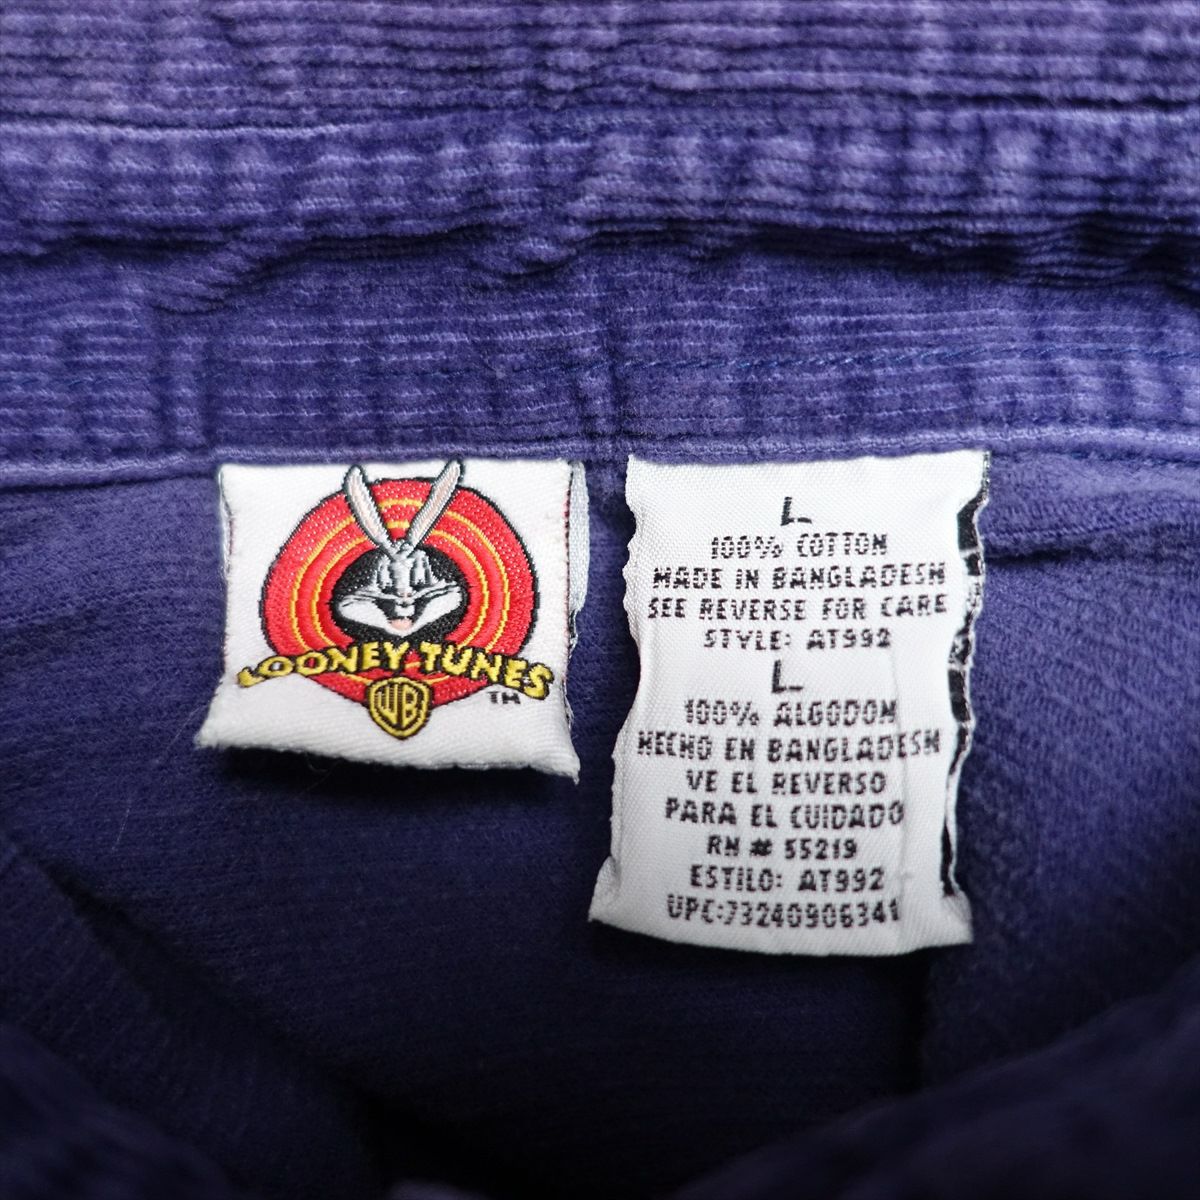 LOONEY TUNES
TM
WB
L
100% COTTON
MADE IN BANGLADESH
SEE REVERSE FOR CARE
STYLE: AT992
L
100% ALGODON
HECHO EN BANGLADESH
VE EL REVERSO
PARA EL CUIDADO
RN # 55219
ESTILO: AT992
UPC:73240906341